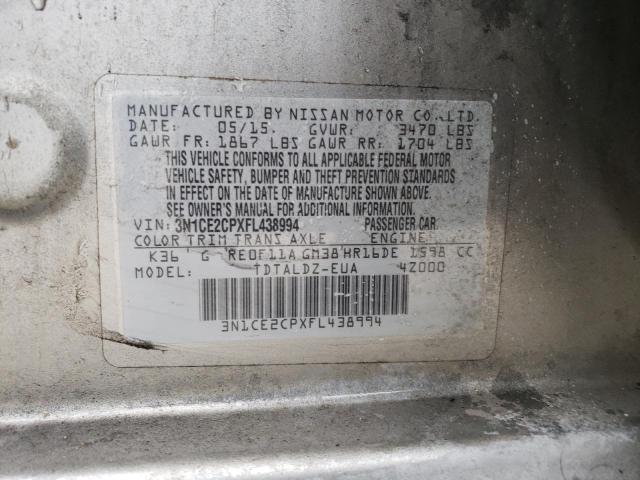 MANUFACTURED BY NISSAN MOTOR CO.,LTD.
DATE: 05/15. GVWR: 3470 LBS
GAWR FR: 1867 LBS GAWR RR: 1704 LBS
THIS VEHICLE CONFORMS TO ALL APPLICABLE FEDERAL MOTOR
VEHICLE SAFETY, BUMPER AND THEFT PREVENTION STANDARDS
IN EFFECT ON THE DATE OF MANUFACTURE SHOWN ABOVE.
SEE OWNER'S MANUAL FOR ADDITIONAL INFORMATION.
VIN: 3N1CE2CPXFL438994 PASSENGER CAR.
COLOR TRIM TRANS AXLE ENGINE
K36 G RE0F11A GM38 HR16DE 1598 CC
MODEL: TDTALDZ-EUA 4Z000
3N1CE2CPXFL438994